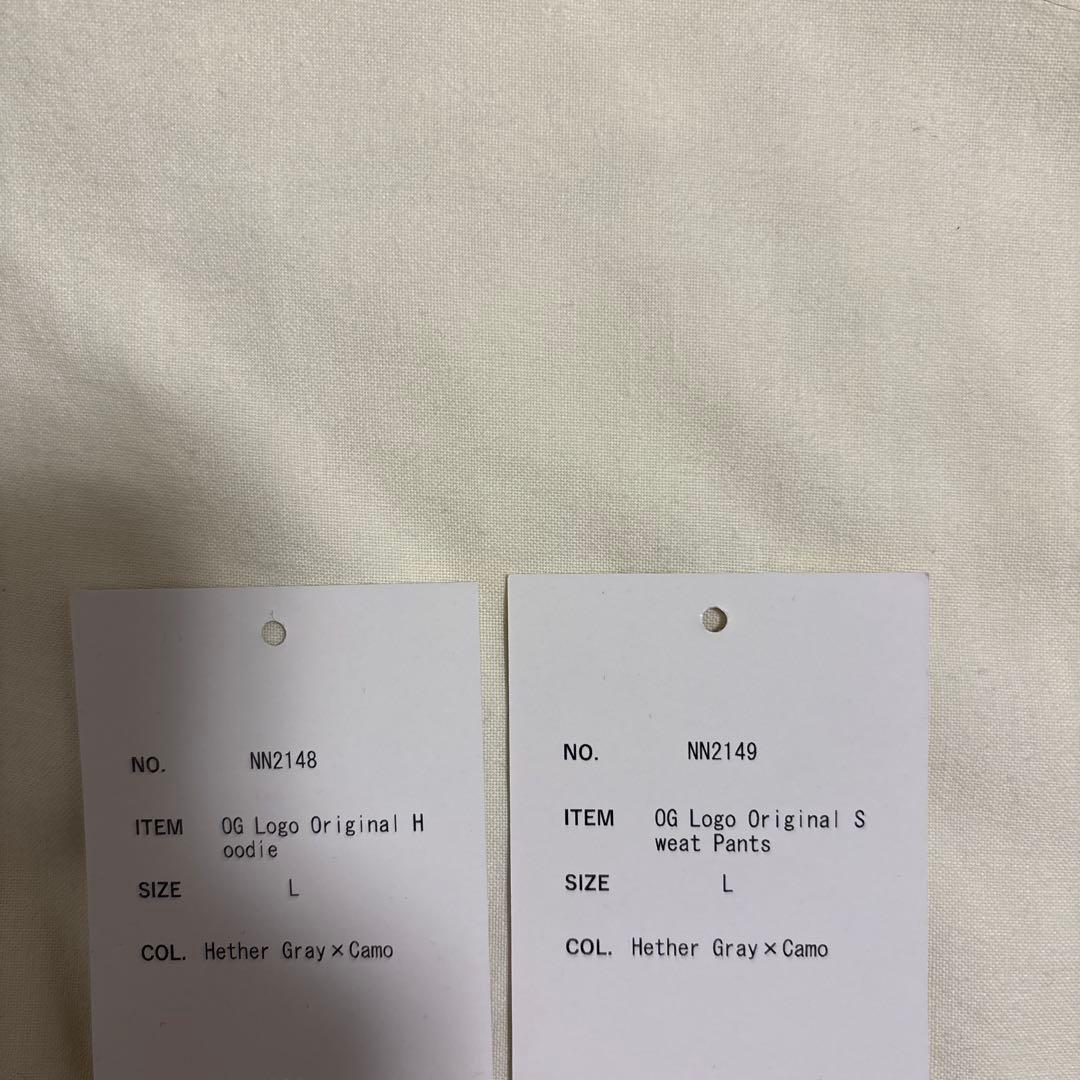 NO. NN2148
ITEM OG Logo Original H
oodie
SIZE L
COL. Hether Gray×Camo
NO. NN2149
ITEM OG Logo Original S
weat Pants
SIZE L
COL. Hether Gray×Camo